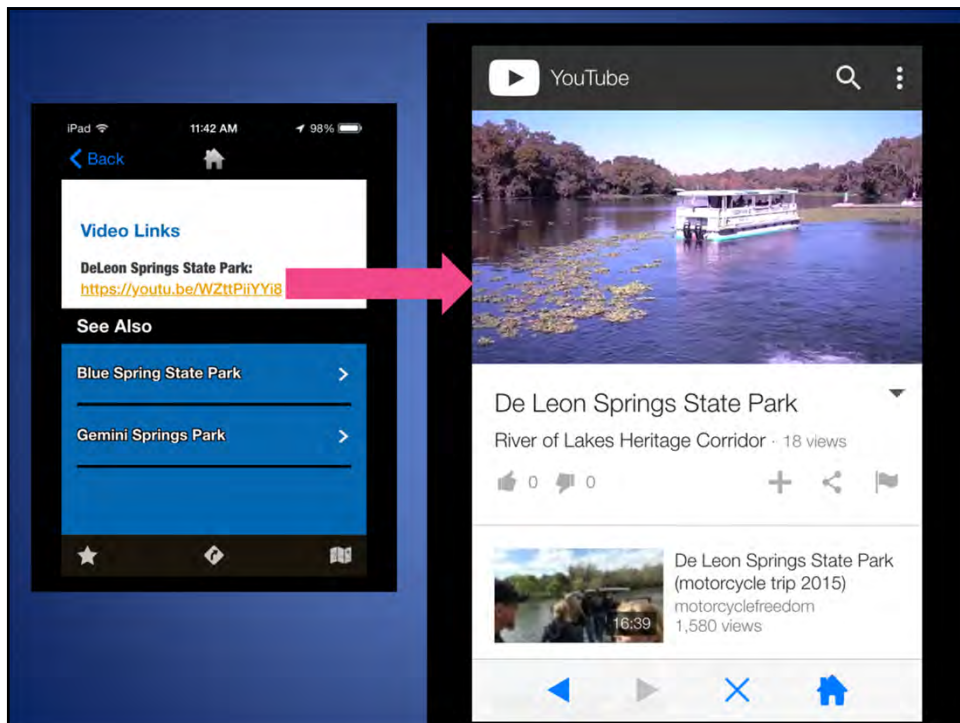 iPad 11:42 AM 98%
Back
Video Links
DeLeon Springs State Park:
https://youtu.be/WZttPjiYYi8
See Also
Blue Spring State Park
Gemini Springs Park
YouTube
De Leon Springs State Park
River of Lakes Heritage Corridor · 18 views
0 0
De Leon Springs State Park
(motorcycle trip 2015)
motorcyclefreedom
1,580 views
16:39